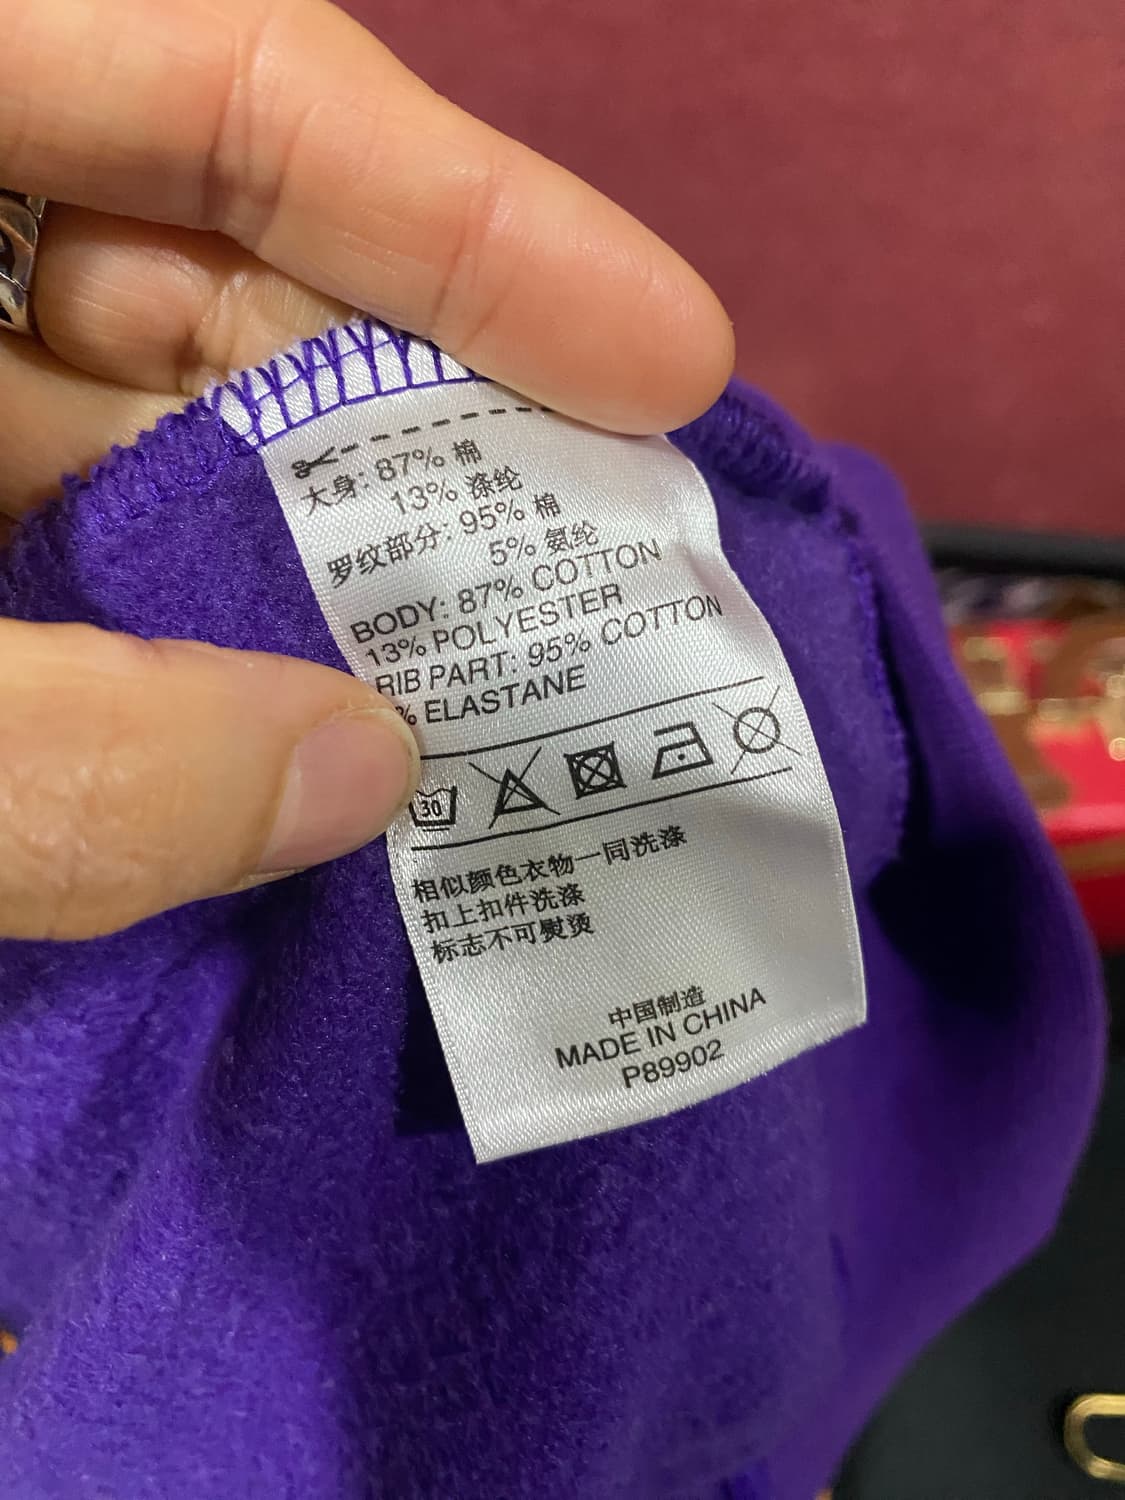 大身: 87% 棉
13% 涤纶
罗纹部分: 95% 棉
5% 氨纶
BODY: 87% COTTON
13% POLYESTER
RIB PART: 95% COTTON
% ELASTANE
30
相似颜色衣物一同洗涤
扣上扣件洗涤
标志不可熨烫
中国制造
MADE IN CHINA
P89902